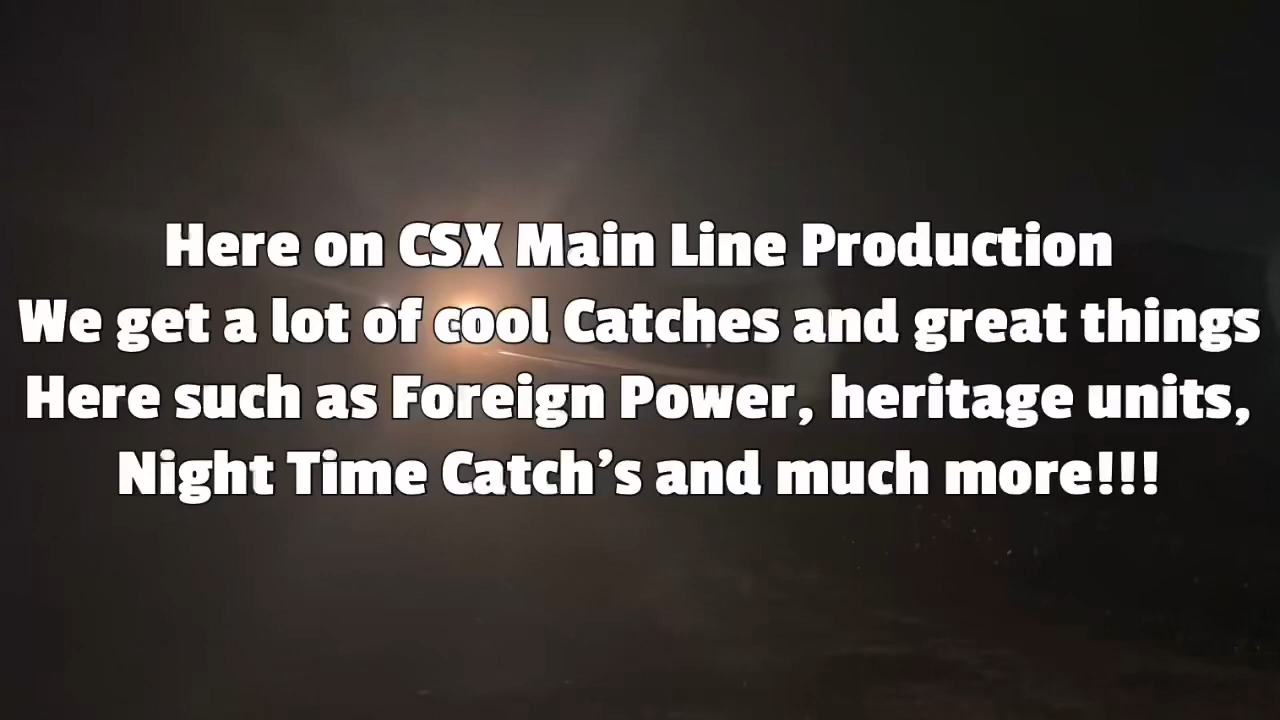 Here on CSX Main Line Production
We get a lot of cool Catches and great things
Here such as Foreign Power, heritage units,
Night Time Catch’s and much more!!!